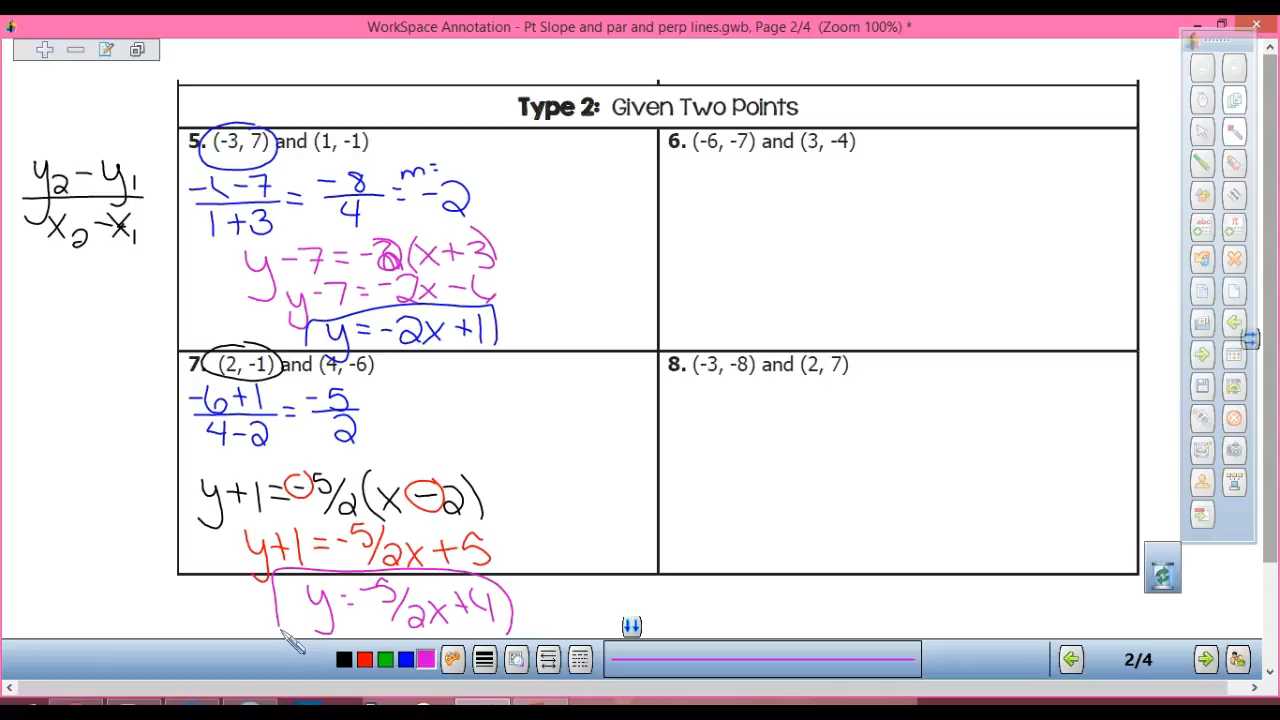 WorkSpace Annotation - Pt Slope and par and perp lines.gwb, Page 2/4 (Zoom 100%) *
Type 2: Given Two Points
5. (-3, 7) and (1, -1)
6. (-6, -7) and (3, -4)
y₂ - y₁
x₂ - x₁
-1-7 / 1+3 = -8/4 = m= -2
y-7 = -2(x+3)
y-7 = -2x-6
y = -2x+1
7. (2, -1) and (4, -6)
8. (-3, -8) and (2, 7)
-6+1 / 4-2 = -5/2
y+1 = -5/2(x-2)
y+1 = -5/2x+5
y = -5/2x+4
2/4